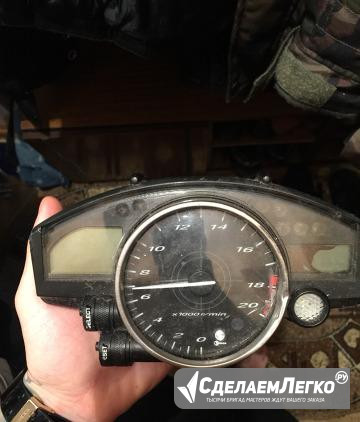 12 14
10 16
8 18
6 20
4
2 0
x1000 r/min
SELECT
RESET
СделаемЛегко РУ
ТЫСЯЧИ БРИГАД МАСТЕРОВ ЖДУТ ВАШЕГО ЗАКАЗА